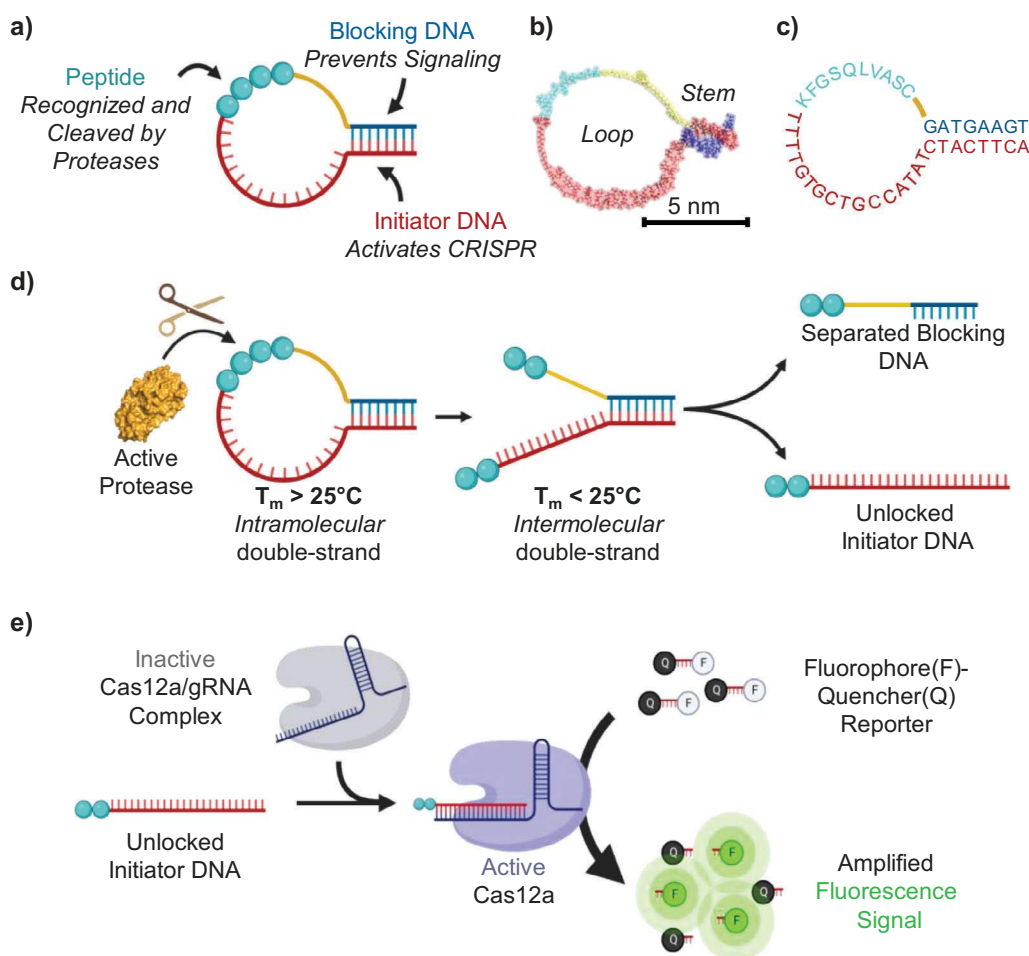 a)
Peptide
Recognized and
Cleaved by
Proteases
Blocking DNA
Prevents Signaling
Initiator DNA
Activates CRISPR
b)
Loop
Stem
5 nm
c)
KFGSQLVASC
GATGAAGT
CTACTTCA
TTTTGTGCTGCCATAT
d)
Active
Protease
Tm > 25°C
Intramolecular
double-strand
Tm < 25°C
Intermolecular
double-strand
Separated Blocking
DNA
Unlocked
Initiator DNA
e)
Inactive
Cas12a/gRNA
Complex
Unlocked
Initiator DNA
Active
Cas12a
Q F
Q F
Q F
Fluorophore(F)-
Quencher(Q)
Reporter
Q F
F Q
F
Q
Amplified
Fluorescence
Signal